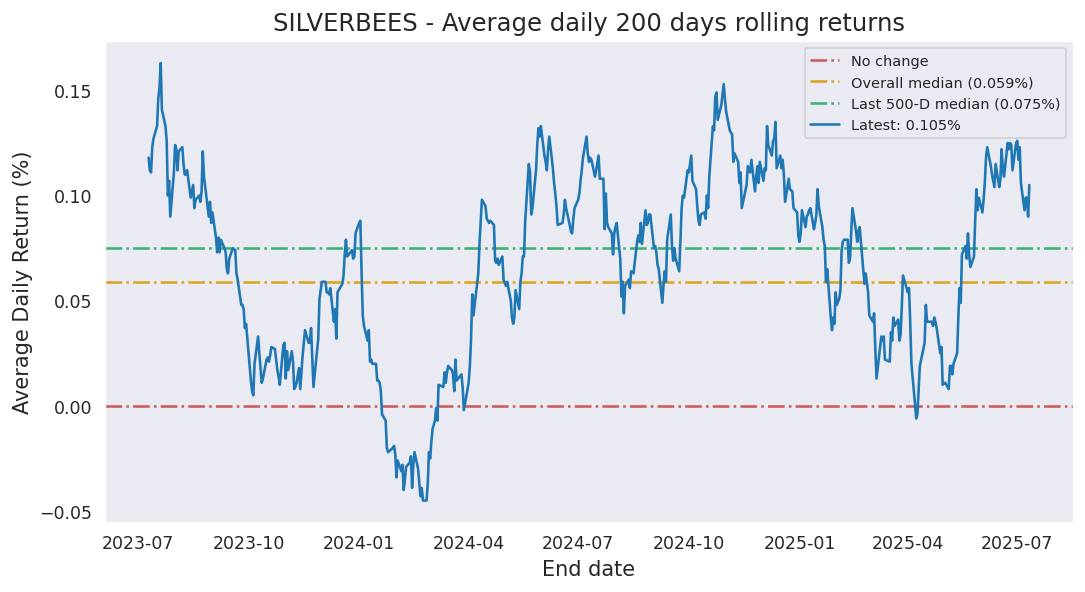 SILVERBEES - Average daily 200 days rolling returns
No change
Overall median (0.059%)
Last 500-D median (0.075%)
Latest: 0.105%
Average Daily Return (%)
0.15
0.10
0.05
0.00
−0.05
2023-07 2023-10 2024-01 2024-04 2024-07 2024-10 2025-01 2025-04 2025-07
End date